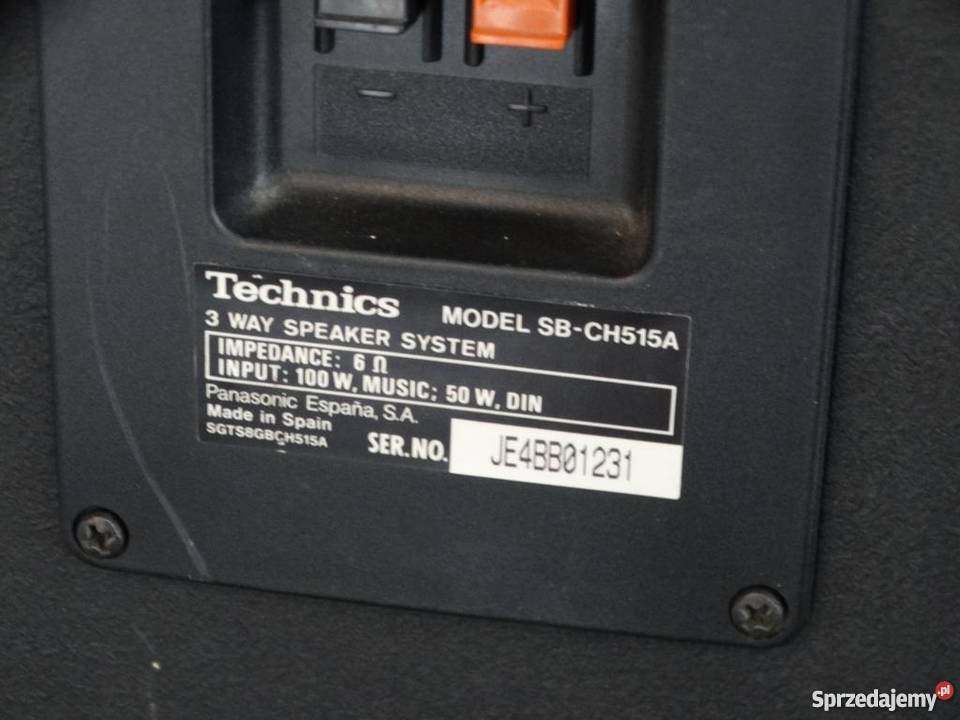 − +
Technics MODEL SB-CH515A
3 WAY SPEAKER SYSTEM
IMPEDANCE: 6 Ω
INPUT: 100 W, MUSIC; 50 W, DIN
Panasonic España, S.A.
Made in Spain
SGTS8GBCH515A SER.NO. JE4BB01231
Sprzedajemy.pl